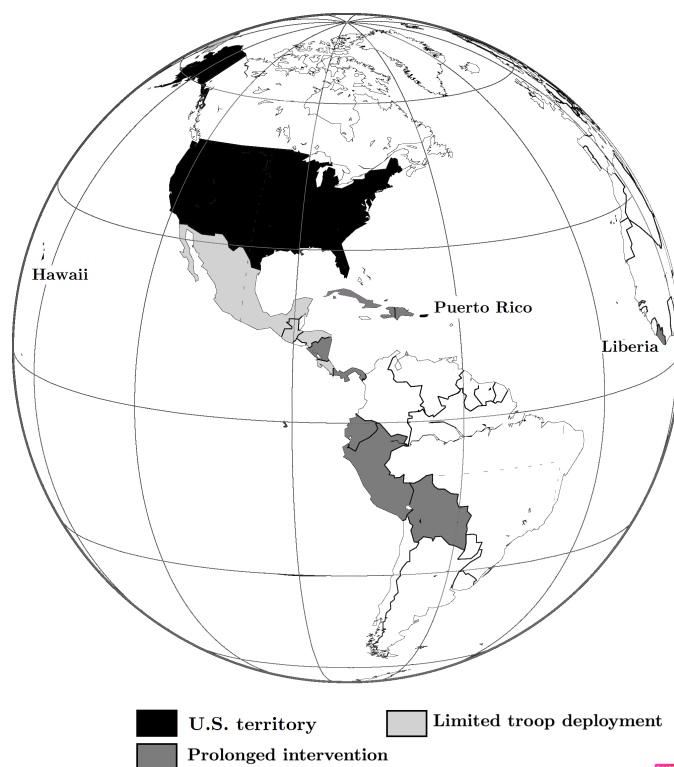 Hawaii
Puerto Rico
Liberia
U.S. territory
Limited troop deployment
Prolonged intervention